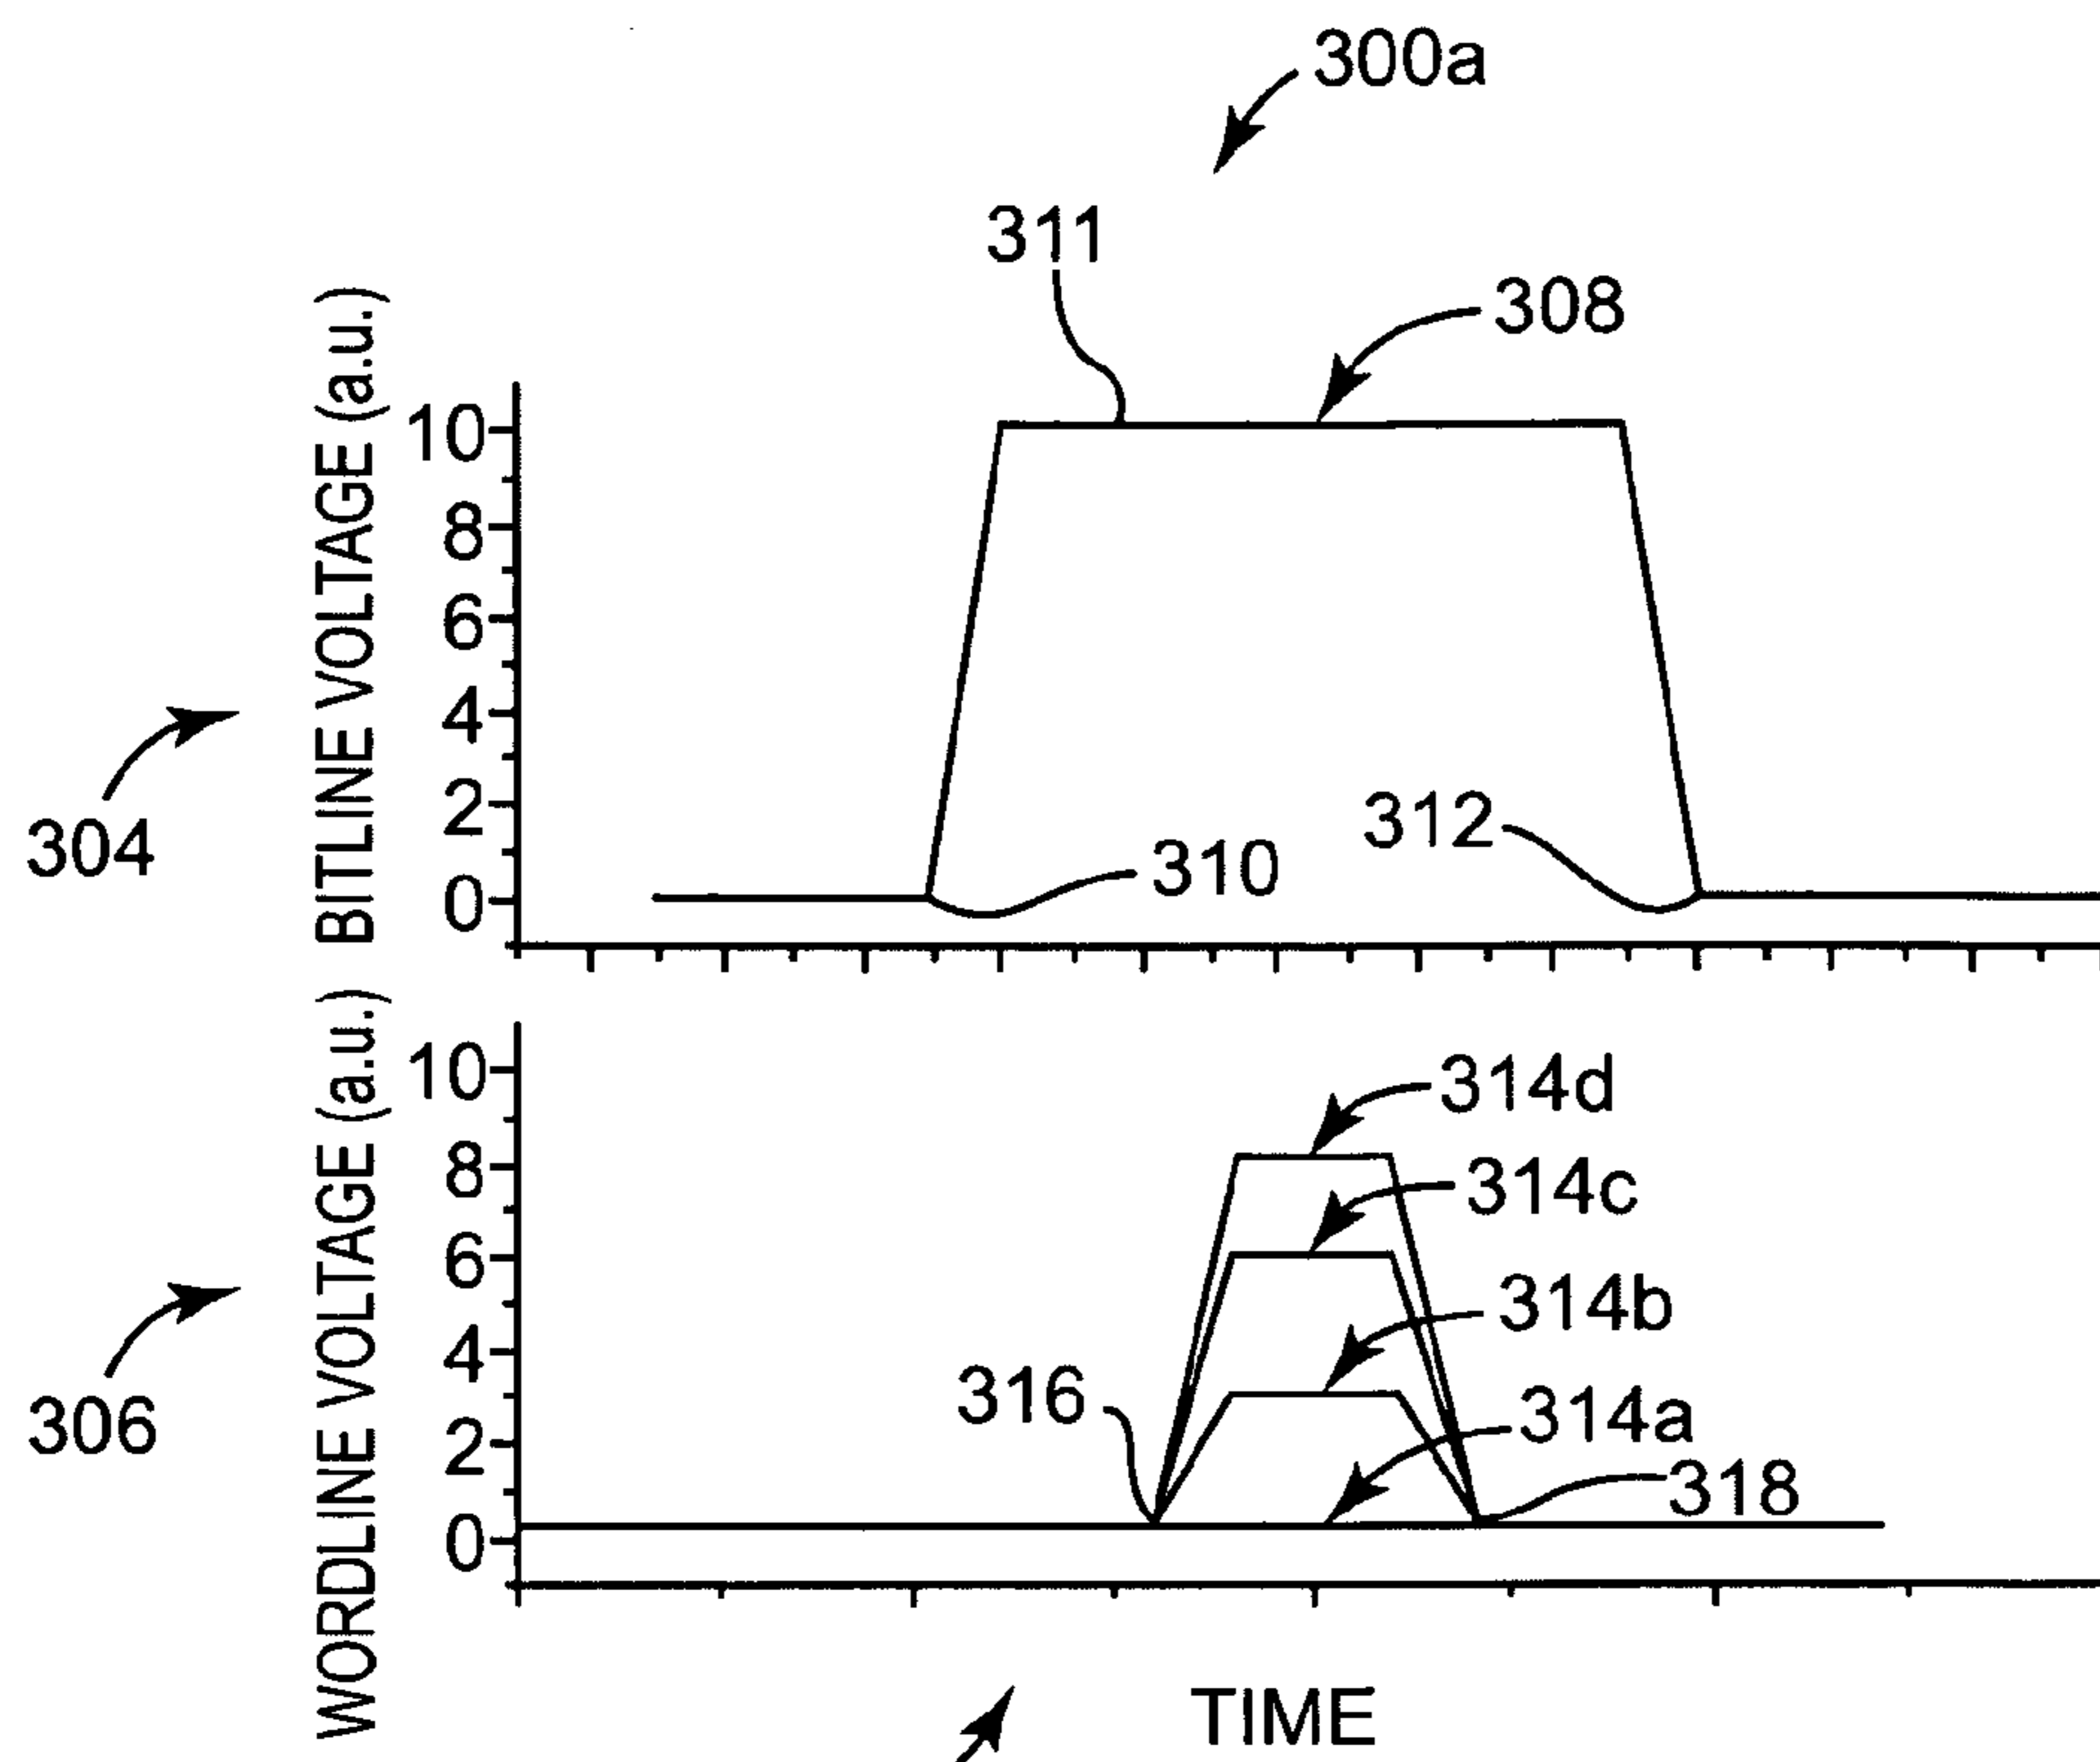 300a
311
308
BITLINE VOLTAGE (a.u.)
10
8
6
4
2
0
304
310
312
WORDLINE VOLTAGE (a.u.)
10
8
6
4
2
0
306
314d
314c
314b
314a
316
318
TIME